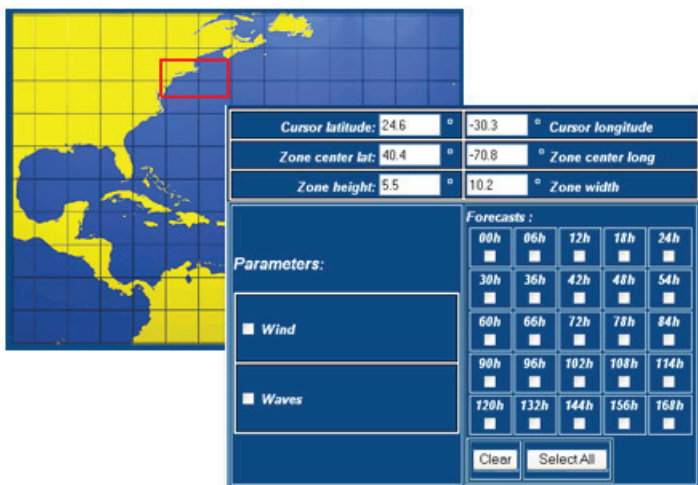 Cursor latitude: 24.6 ° -30.3 ° Cursor longitude
Zone center lat: 40.4 ° -70.8 ° Zone center long
Zone height: 5.5 ° 10.2 ° Zone width
Parameters:
Wind
Waves
Forecasts :
00h 06h 12h 18h 24h
30h 36h 42h 48h 54h
60h 66h 72h 78h 84h
90h 96h 102h 108h 114h
120h 132h 144h 156h 168h
Clear Select All